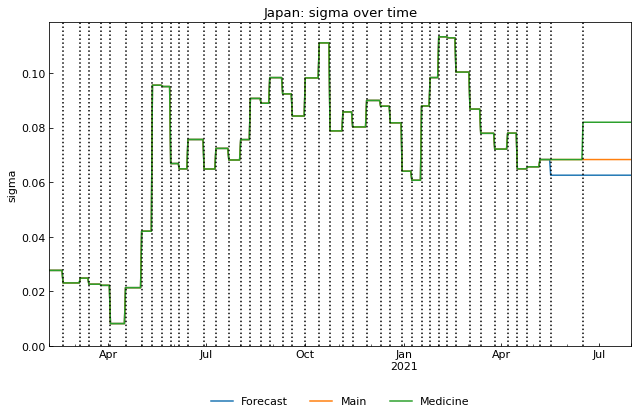 Japan: sigma over time
sigma
0.10
0.08
0.06
0.04
0.02
0.00
Apr Jul Oct Jan Apr Jul
2021
Forecast Main Medicine